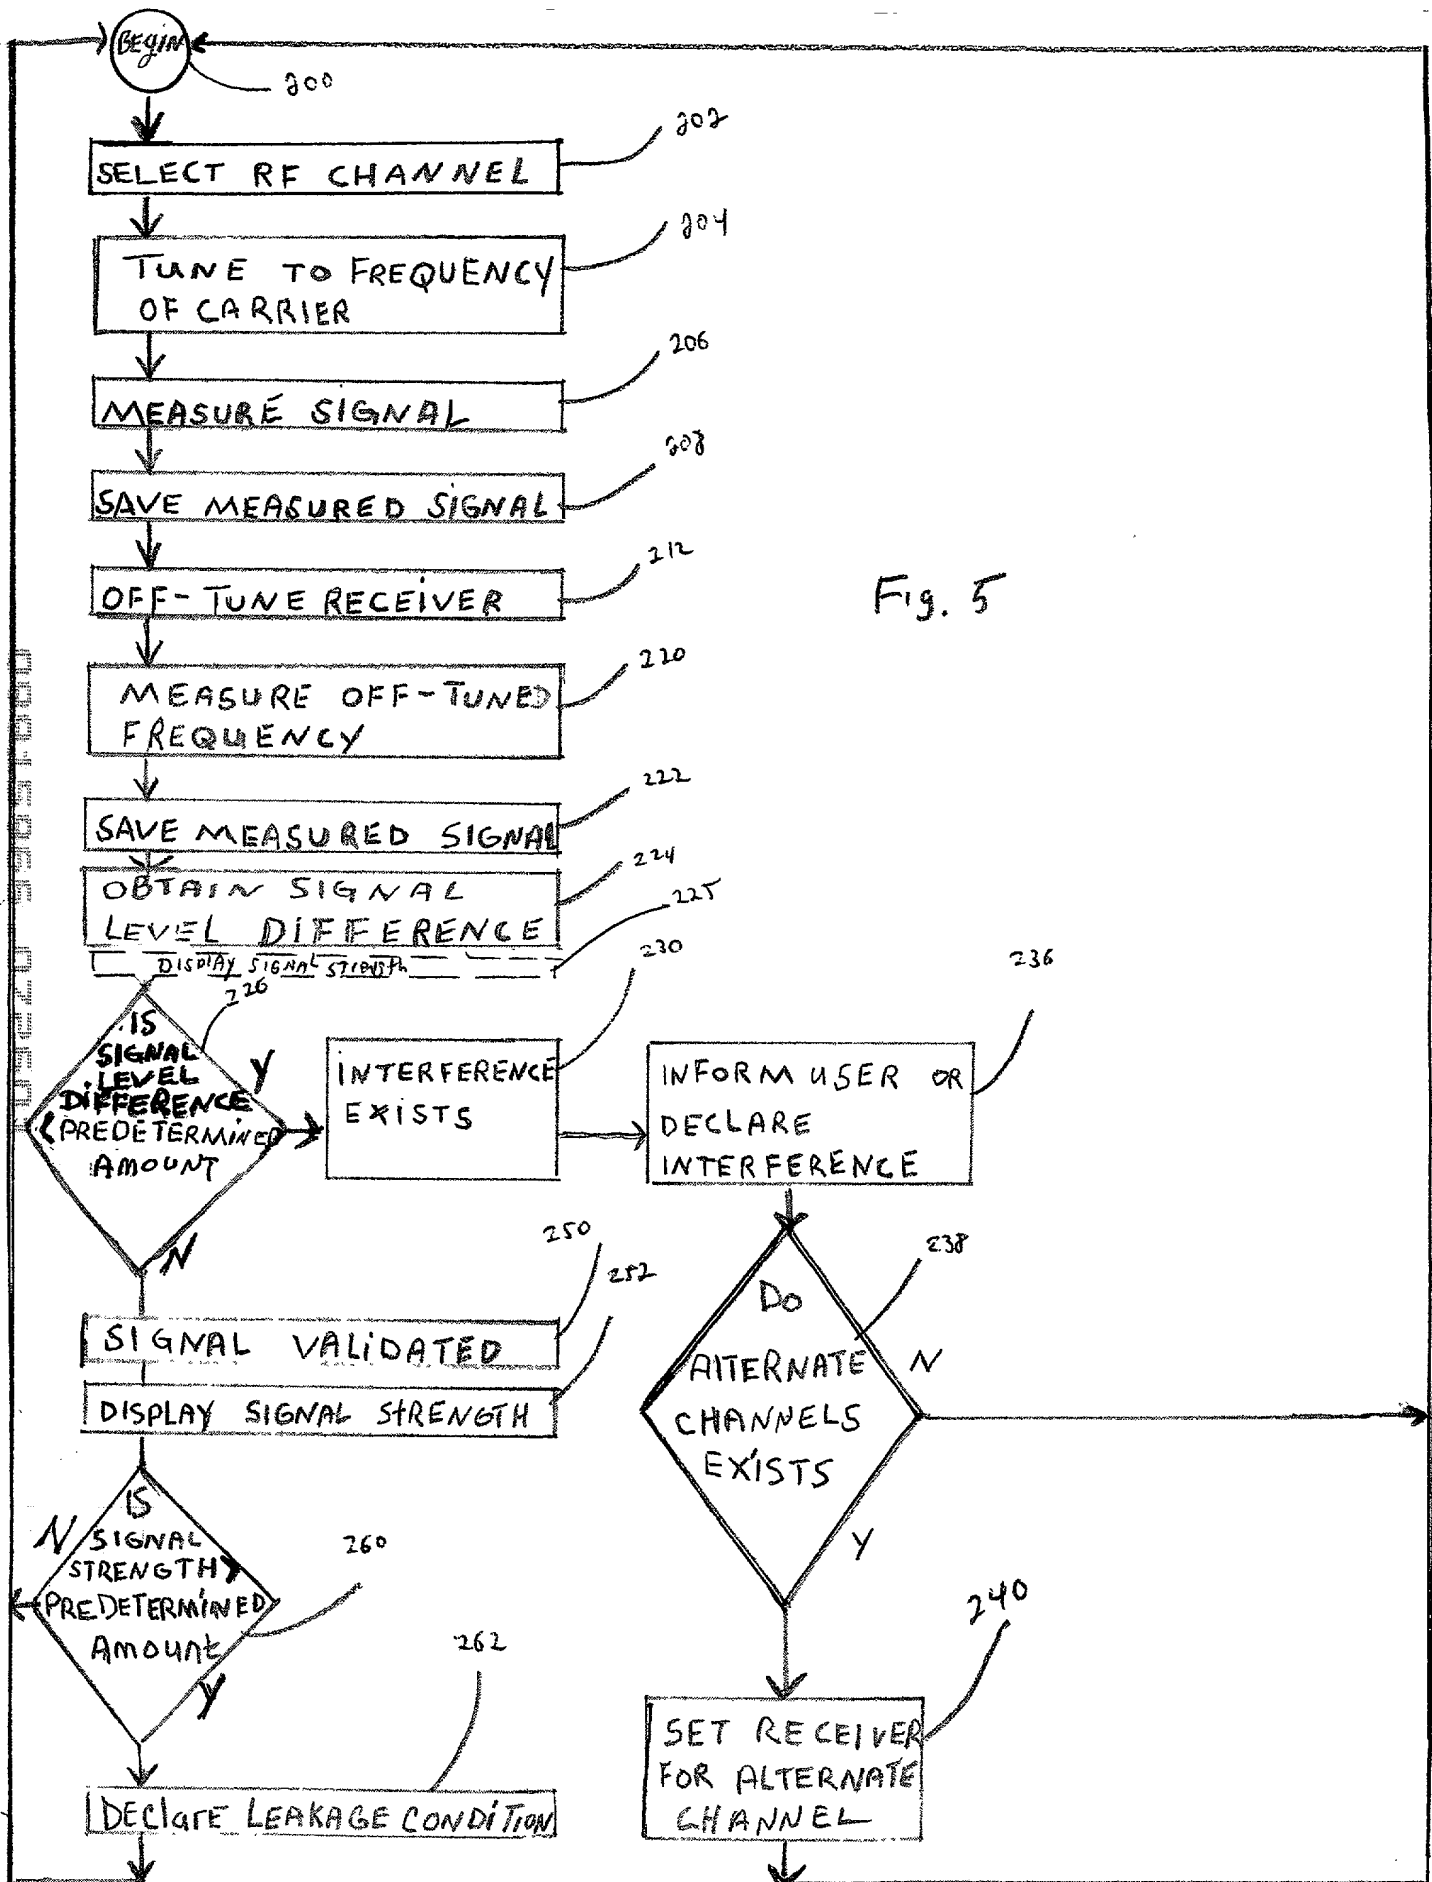 BEGIN
200
202
SELECT RF CHANNEL
204
TUNE TO FREQUENCY
OF CARRIER
206
MEASURE SIGNAL
208
SAVE MEASURED SIGNAL
212
OFF-TUNE RECEIVER
Fig. 5
220
MEASURE OFF-TUNED
FREQUENCY
222
SAVE MEASURED SIGNAL
224
OBTAIN SIGNAL
LEVEL DIFFERENCE
225
DISPLAY SIGNAL
226
IS
SIGNAL
LEVEL
DIFFERENCE
< PREDETERMINED
AMOUNT
Y
N
230
INTERFERENCE
EXISTS
236
INFORM USER OR
DECLARE
INTERFERENCE
238
DO
AlTERNATE
CHANNELS
EXISTS
N
Y
250
SIGNAL VALIDATED
252
DISPLAY SIGNAL STRENGTH
260
IS
SIGNAL
STRENGTH >
PREDETERMINED
AMOUNT
N
Y
240
SET RECEIVER
FOR ALTERNATE
CHANNEL
262
DEClarE LEAKAGE CONDITION